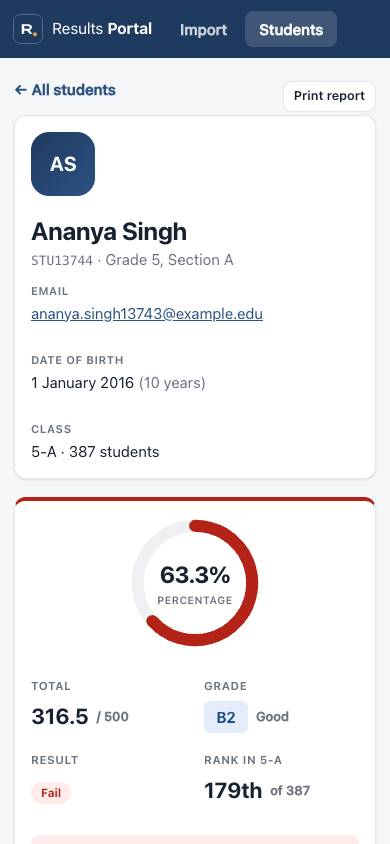 R. Results Portal Import Students
← All students Print report
AS
Ananya Singh
STU13744 · Grade 5, Section A
EMAIL
ananya.singh13743@example.edu
DATE OF BIRTH
1 January 2016 (10 years)
CLASS
5-A · 387 students
63.3%
PERCENTAGE
TOTAL GRADE
316.5 / 500 B2 Good
RESULT RANK IN 5-A
Fail 179th of 387